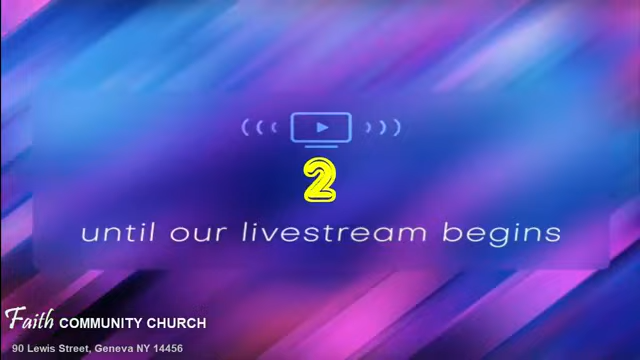 2
until our livestream begins
Faith COMMUNITY CHURCH
90 Lewis Street, Geneva NY 14456